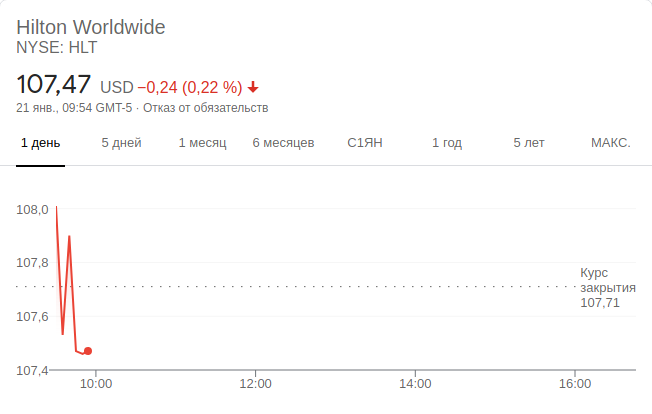 Hilton Worldwide
NYSE: HLT
107,47 USD −0,24 (0,22 %)
21 янв., 09:54 GMT-5 · Отказ от обязательств
1 день 5 дней 1 месяц 6 месяцев С1ЯН 1 год 5 лет МАКС.
108,0
107,8
Курс
закрытия
107,71
107,6
107,4
10:00 12:00 14:00 16:00